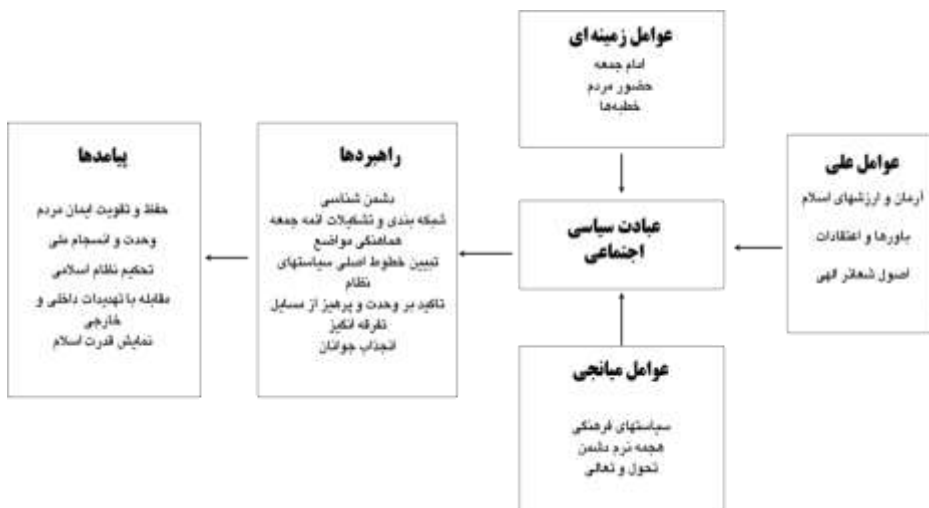 عوامل زمینه ای
امام جمعه
حضور مردم
خطبه‌ها
عوامل علی
آرمان و ارزشهای اسلام
باورها و اعتقادات
اصول شعائر الهی
عبادت سیاسی
اجتماعی
عوامل میانجی
سیاستهای فرهنگی
هجمه نرم دشمن
تحول و تعالی
راهبردها
دشمن شناسی
شبکه بندی و تشکیلات ائمه جمعه
هماهنگی مواضع
تبیین خطوط اصلی سیاستهای
نظام
تاکید بر وحدت و پرهیز از مسایل
تفرقه انگیز
انجذاب جوانان
پیامدها
حفظ و تقویت ایمان مردم
وحدت و انسجام ملی
تحکیم نظام اسلامی
مقابله با تهدیدات داخلی و
خارجی
نمایش قدرت اسلام